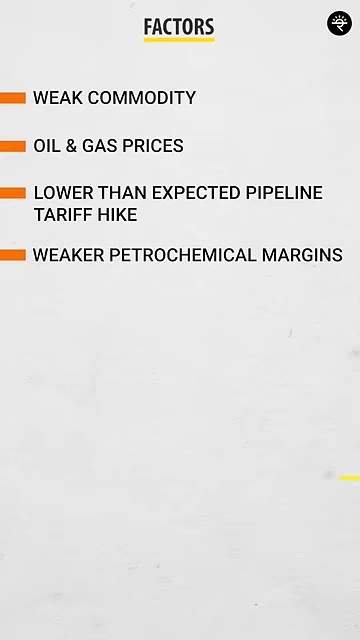 FACTORS
WEAK COMMODITY
OIL & GAS PRICES
LOWER THAN EXPECTED PIPELINE
TARIFF HIKE
WEAKER PETROCHEMICAL MARGINS